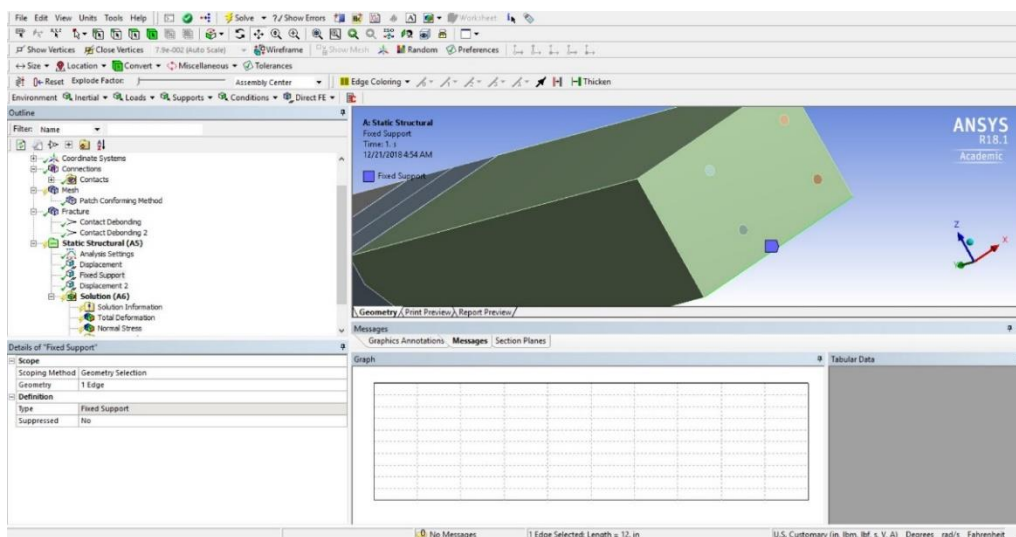 File Edit View Units Tools Help Solve ?/ Show Errors A Worksheet
Show Vertices Close Vertices 7.9e-002 (Auto Scale) Wireframe Show Mesh Random Preferences
Size Location Convert Miscellaneous Tolerances
Reset Explode Factor: Assembly Center Edge Coloring Thicken
Environment Inertial Loads Supports Conditions Direct FE
Outline
Filter: Name
Coordinate Systems
Connections
Contacts
Mesh
Patch Conforming Method
Fracture
Contact Debonding
Contact Debonding 2
Static Structural (A5)
Analysis Settings
Displacement
Fixed Support
Displacement 2
Solution (A6)
Solution Information
Total Deformation
Normal Stress
Details of "Fixed Support"
Scope
Scoping Method Geometry Selection
Geometry 1 Edge
Definition
Type Fixed Support
Suppressed No
A: Static Structural
Fixed Support
Time: 1. s
12/21/2018 4:54 AM
Fixed Support
ANSYS
R18.1
Academic
Z
X
Y
Geometry Print Preview Report Preview
Messages
Graphics Annotations Messages Section Planes
Graph
Tabular Data
No Messages 1 Edge Selected: Length = 12. in U.S. Customary (in, lbm, lbf, s, V, A) Degrees rad/s Fahrenheit